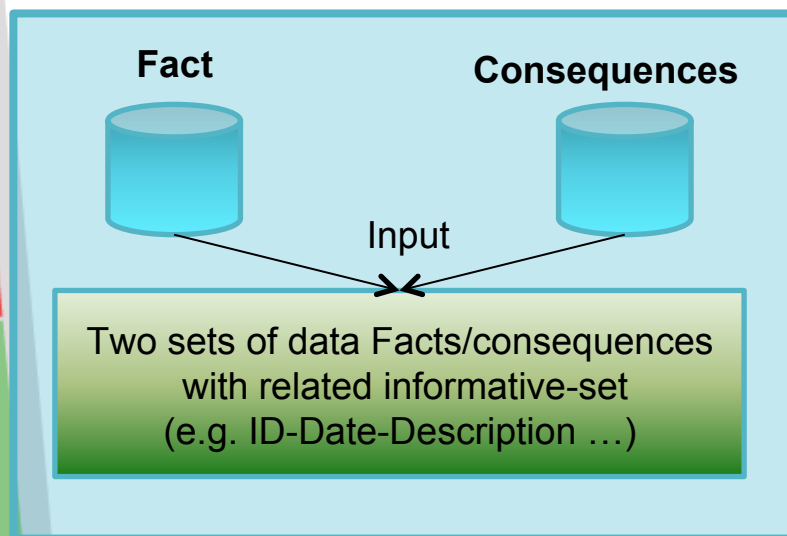 Fact
Consequences
Input
Two sets of data Facts/consequences
with related informative-set
(e.g. ID-Date-Description …)